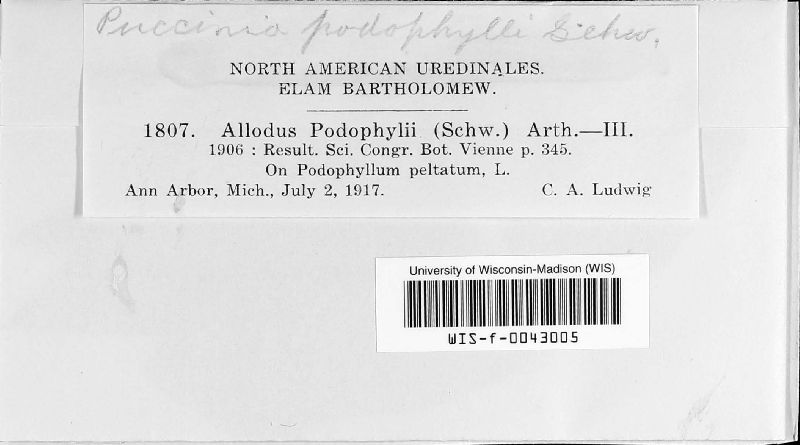 Puccinia podophylli Schw.
NORTH AMERICAN UREDINALES.
ELAM BARTHOLOMEW.
1807. Allodus Podophylii (Schw.) Arth.—III.
1906 : Result. Sci. Congr. Bot. Vienne p. 345.
On Podophyllum peltatum, L.
Ann Arbor, Mich., July 2, 1917. C. A. Ludwig
University of Wisconsin-Madison (WIS)
WIS-f-0043005